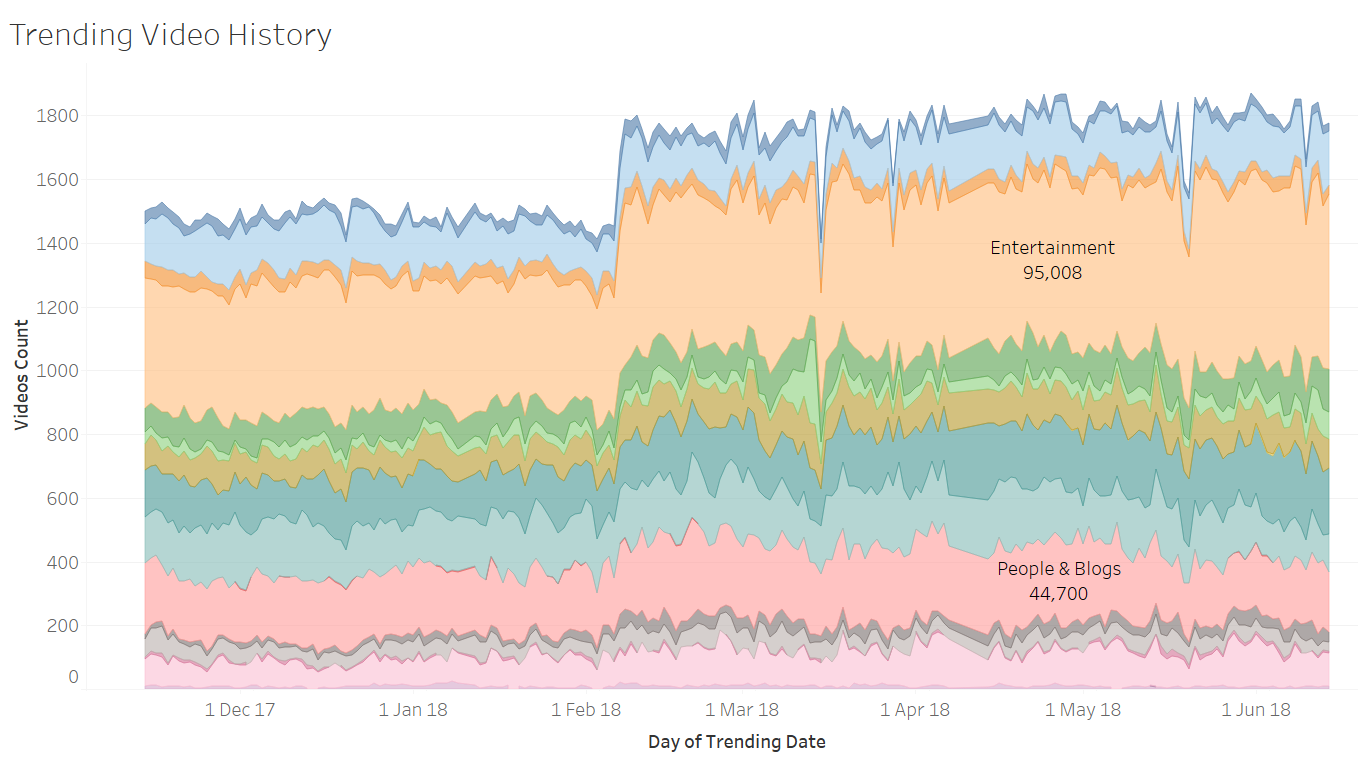 Trending Video History
1800
1600
1400
1200
1000
800
600
400
200
0
Videos Count
Entertainment
95,008
People & Blogs
44,700
1 Dec 17
1 Jan 18
1 Feb 18
1 Mar 18
1 Apr 18
1 May 18
1 Jun 18
Day of Trending Date